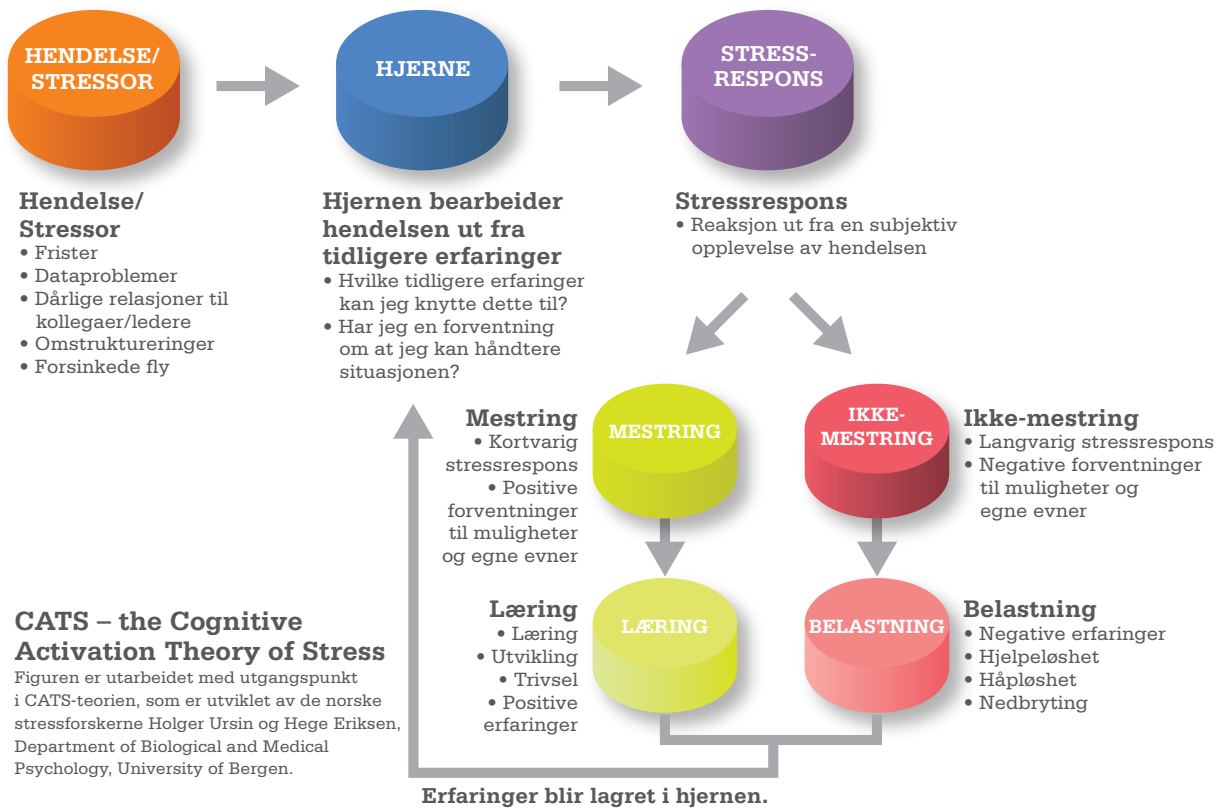 HENDELSE/
STRESSOR
HJERNE
STRESS-
RESPONS
Hendelse/
Stressor
• Frister
• Dataproblemer
• Dårlige relasjoner til
kollegaer/ledere
• Omstruktureringer
• Forsinkede fly
Hjernen bearbeider
hendelsen ut fra
tidligere erfaringer
• Hvilke tidligere erfaringer
kan jeg knytte dette til?
• Har jeg en forventning
om at jeg kan håndtere
situasjonen?
Stressrespons
• Reaksjon ut fra en subjektiv
opplevelse av hendelsen
Mestring
• Kortvarig
stressrespons
• Positive
forventninger
til muligheter
og egne evner
MESTRING
IKKE-
MESTRING
Ikke-mestring
• Langvarig stressrespons
• Negative forventninger
til muligheter og
egne evner
Læring
• Læring
• Utvikling
• Trivsel
• Positive
erfaringer
LÆRING
BELASTNING
Belastning
• Negative erfaringer
• Hjelpeløshet
• Håpløshet
• Nedbryting
CATS – the Cognitive
Activation Theory of Stress
Figuren er utarbeidet med utgangspunkt
i CATS-teorien, som er utviklet av de norske
stressforskerne Holger Ursin og Hege Eriksen,
Department of Biological and Medical
Psychology, University of Bergen.
Erfaringer blir lagret i hjernen.